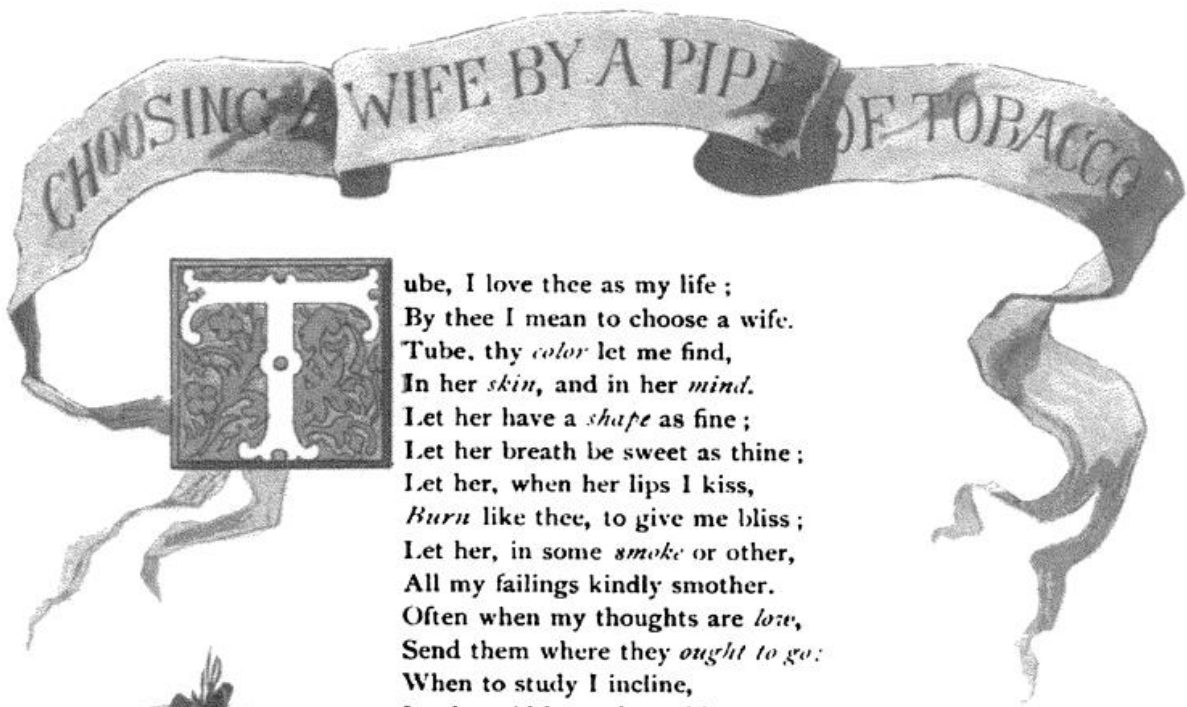 CHOOSING A WIFE BY A PIPE OF TOBACCO
Tube, I love thee as my life ;
By thee I mean to choose a wife.
Tube, thy color let me find,
In her skin, and in her mind.
Let her have a shape as fine ;
Let her breath be sweet as thine ;
Let her, when her lips I kiss,
Burn like thee, to give me bliss ;
Let her, in some smoke or other,
All my failings kindly smother.
Often when my thoughts are low,
Send them where they ought to go:
When to study I incline,